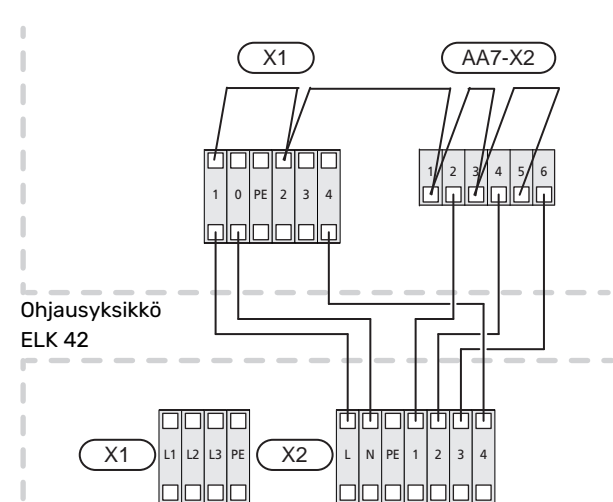 X1 AA7-X2
1 0 PE 2 3 4
1 2 3 4 5 6
Ohjausyksikkö
ELK 42
X1 L1 L2 L3 PE X2 L N PE 1 2 3 4